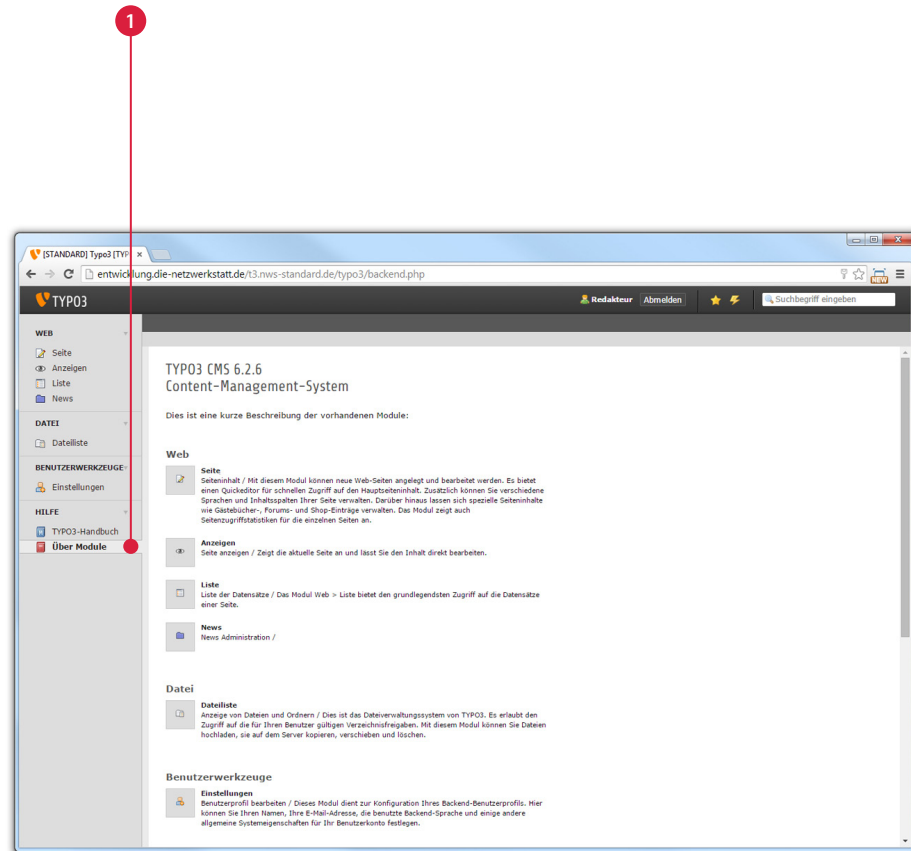 1
[STANDARD] Typo3 [TYP
entwicklung.die-netzwerkstatt.de/t3.nws-standard.de/typo3/backend.php
NEW
TYPO3
Redakteur Abmelden Suchbegriff eingeben
WEB
Seite
Anzeigen
Liste
News
DATEI
Dateiliste
BENUTZERWERKZEUGE
Einstellungen
HILFE
TYPO3-Handbuch
Über Module
TYPO3 CMS 6.2.6
Content-Management-System
Dies ist eine kurze Beschreibung der vorhandenen Module:
Web
Seite
Seiteninhalt / Mit diesem Modul können neue Web-Seiten angelegt und bearbeitet werden. Es bietet
einen Quickeditor für schnellen Zugriff auf den Hauptseiteninhalt. Zusätzlich können Sie verschiedene
Sprachen und Inhaltsspalten Ihrer Seite verwalten. Darüber hinaus lassen sich spezielle Seiteninhalte
wie Gästebücher-, Forums- und Shop-Einträge verwalten. Das Modul zeigt auch
Seitenzugriffstatistiken für die einzelnen Seiten an.
Anzeigen
Seite anzeigen / Zeigt die aktuelle Seite an und lässt Sie den Inhalt direkt bearbeiten.
Liste
Liste der Datensätze / Das Modul Web > Liste bietet den grundlegendsten Zugriff auf die Datensätze
einer Seite.
News
News Administration /
Datei
Dateiliste
Anzeige von Dateien und Ordnern / Dies ist das Dateiverwaltungssystem von TYPO3. Es erlaubt den
Zugriff auf die für Ihren Benutzer gültigen Verzeichnisfreigaben. Mit diesem Modul können Sie Dateien
hochladen, sie auf dem Server kopieren, verschieben und löschen.
Benutzerwerkzeuge
Einstellungen
Benutzerprofil bearbeiten / Dieses Modul dient zur Konfiguration Ihres Backend-Benutzerprofils. Hier
können Sie Ihren Namen, Ihre E-Mail-Adresse, die benutzte Backend-Sprache und einige andere
allgemeine Systemeigenschaften für Ihr Benutzerkonto festlegen.